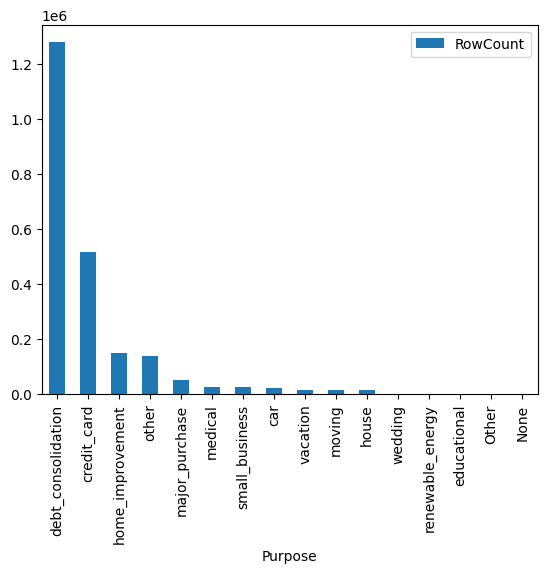 1e6
RowCount
1.2
1.0
0.8
0.6
0.4
0.2
0.0
debt_consolidation
credit_card
home_improvement
other
major_purchase
medical
small_business
car
vacation
moving
house
wedding
renewable_energy
educational
Other
None
Purpose